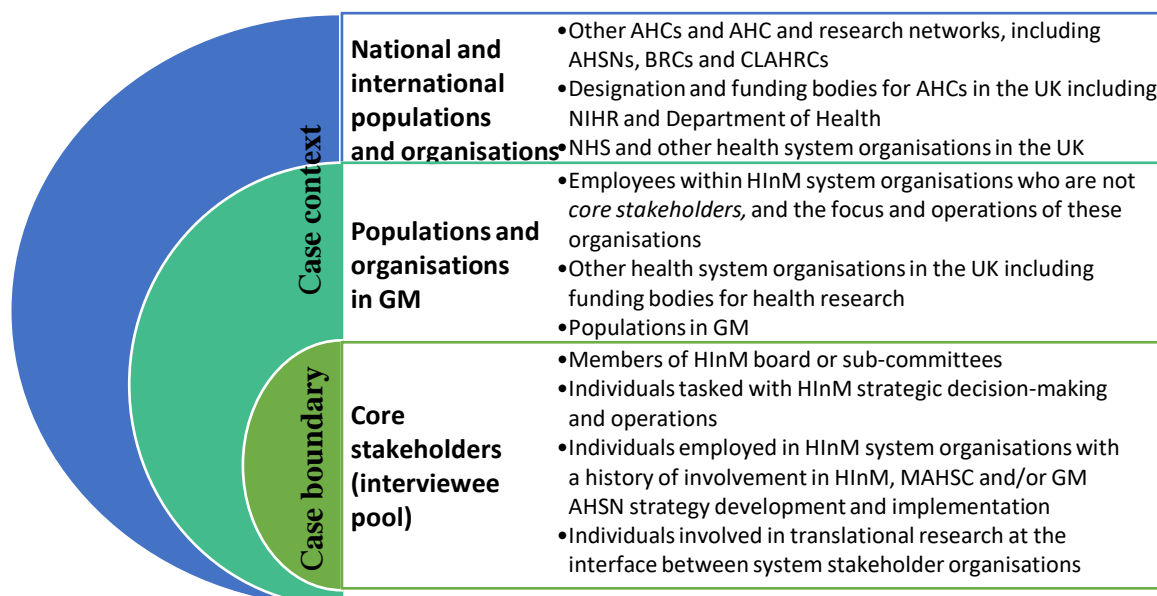 Case context
Case boundary
National and
international
populations
and organisations
•Other AHCs and AHC and research networks, including
AHSNs, BRCs and CLAHRCs
•Designation and funding bodies for AHCs in the UK including
NIHR and Department of Health
•NHS and other health system organisations in the UK
Populations and
organisations
in GM
•Employees within HInM system organisations who are not
core stakeholders, and the focus and operations of these
organisations
•Other health system organisations in the UK including
funding bodies for health research
•Populations in GM
Core
stakeholders
(interviewee
pool)
•Members of HInM board or sub-committees
•Individuals tasked with HInM strategic decision-making
and operations
•Individuals employed in HInM system organisations with
a history of involvement in HInM, MAHSC and/or GM
AHSN strategy development and implementation
•Individuals involved in translational research at the
interface between system stakeholder organisations